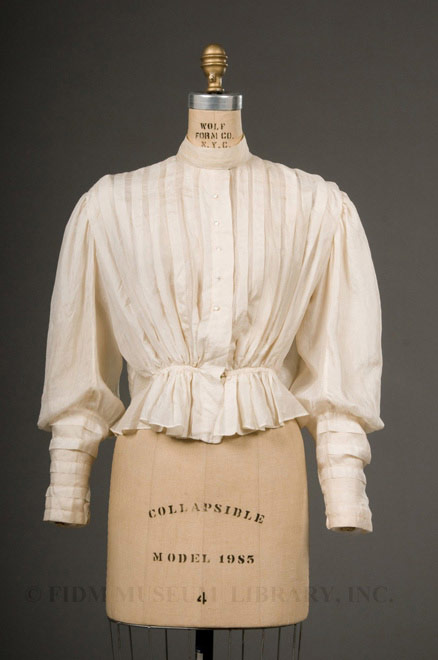 WOLF
FORM CO.
N.Y.C.
COLLAPSIBLE
MODEL 1985
4
© FIDM MUSEUM LIBRARY, INC.